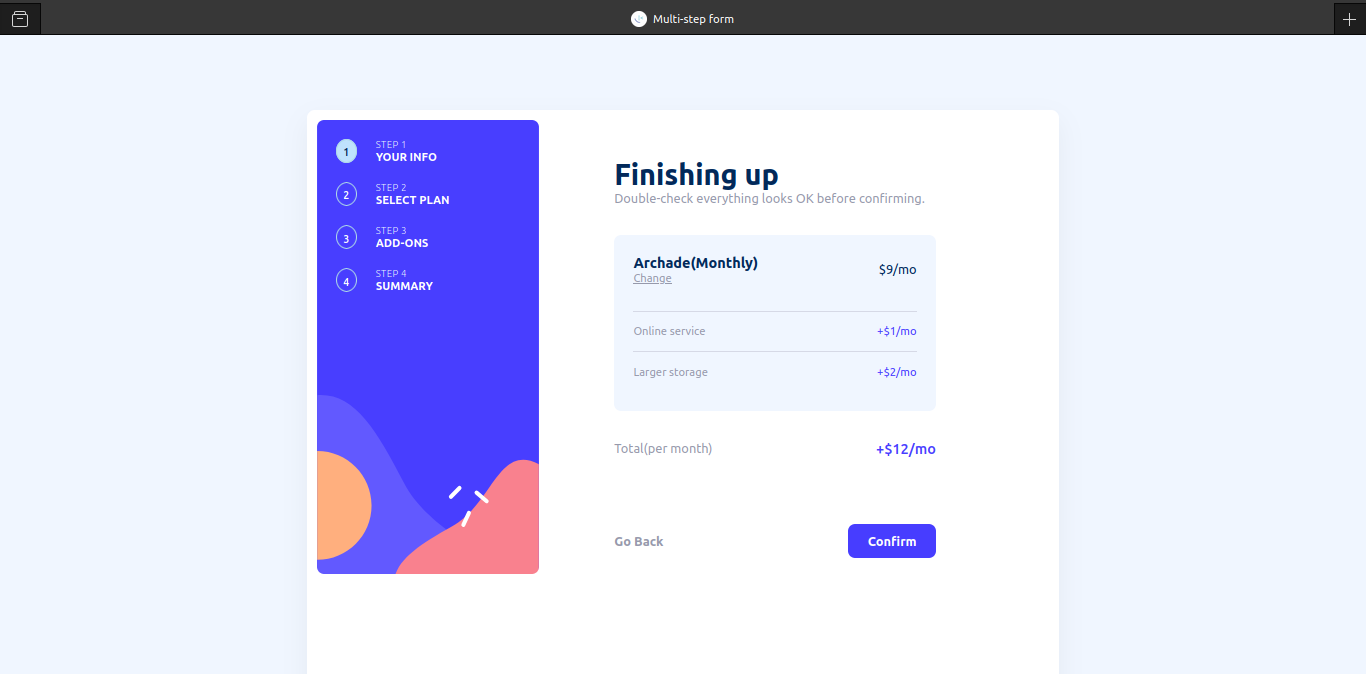 Multi-step form
1
STEP 1
YOUR INFO
2
STEP 2
SELECT PLAN
3
STEP 3
ADD-ONS
4
STEP 4
SUMMARY
Finishing up
Double-check everything looks OK before confirming.
Archade(Monthly)
Change
$9/mo
Online service +$1/mo
Larger storage +$2/mo
Total(per month) +$12/mo
Go Back Confirm